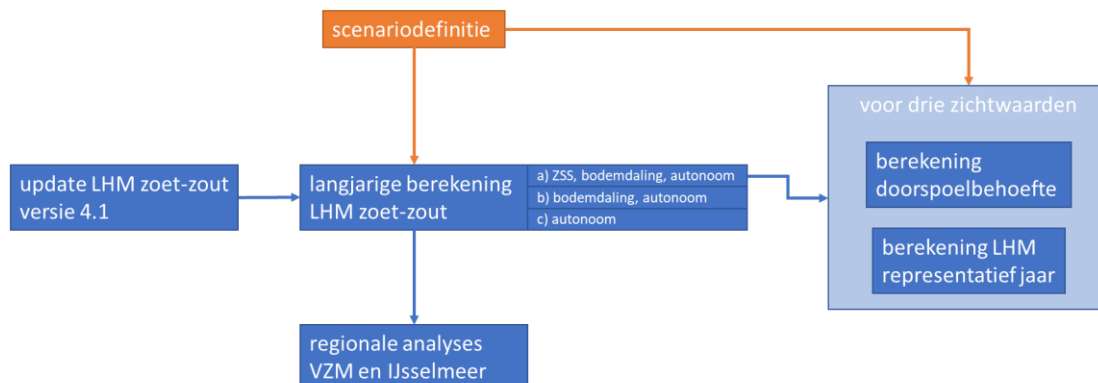 scenariodefinitie
voor drie zichtwaarden
update LHM zoet-zout
versie 4.1
langjarige berekening
LHM zoet-zout
a) ZSS, bodemdaling, autonoom
b) bodemdaling, autonoom
c) autonoom
berekening
doorspoelbehoefte
berekening LHM
representatief jaar
regionale analyses
VZM en IJsselmeer